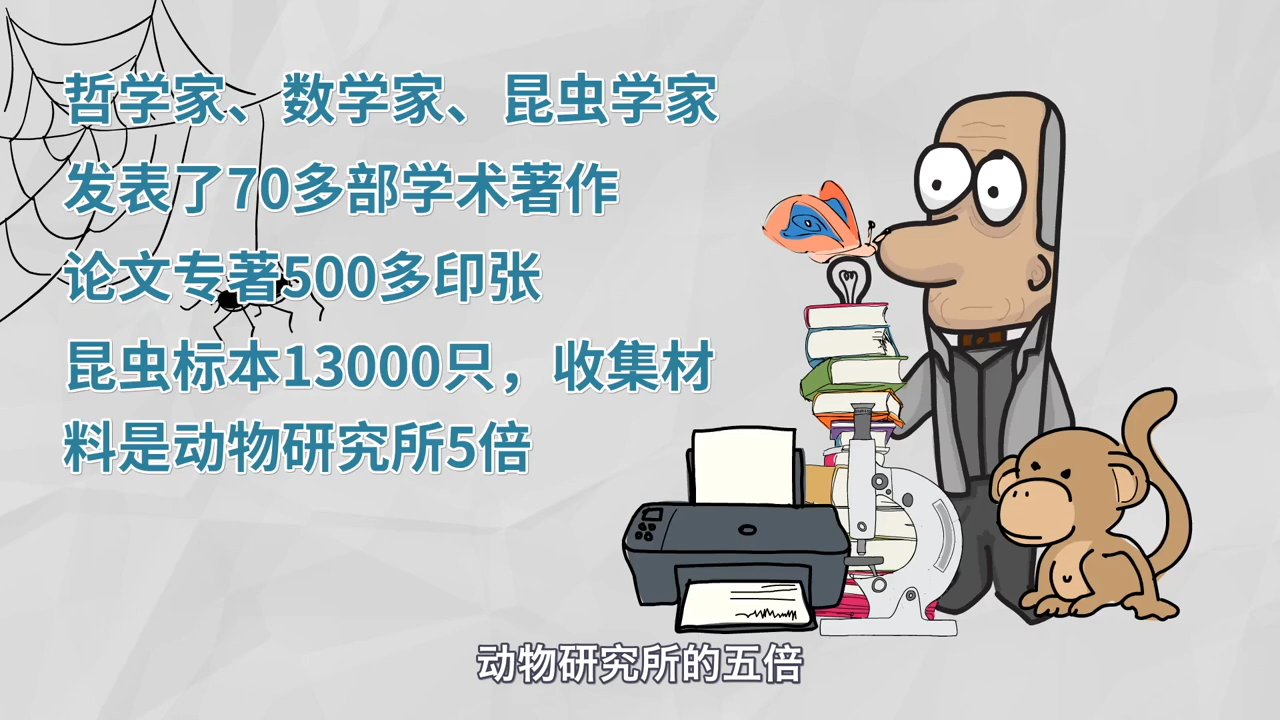 哲学家、数学家、昆虫学家
发表了70多部学术著作
论文专著500多印张
昆虫标本13000只，收集材
料是动物研究所5倍
动物研究所的五倍